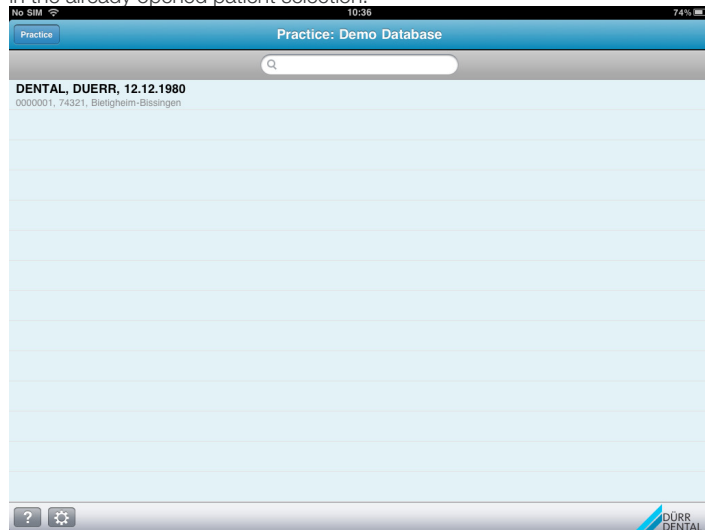 in the already opened patient selection.
No SIM 10:36 74%
Practice Practice: Demo Database
DENTAL, DUERR, 12.12.1980
0000001, 74321, Bietigheim-Bissingen
?
DÜRR
DENTAL